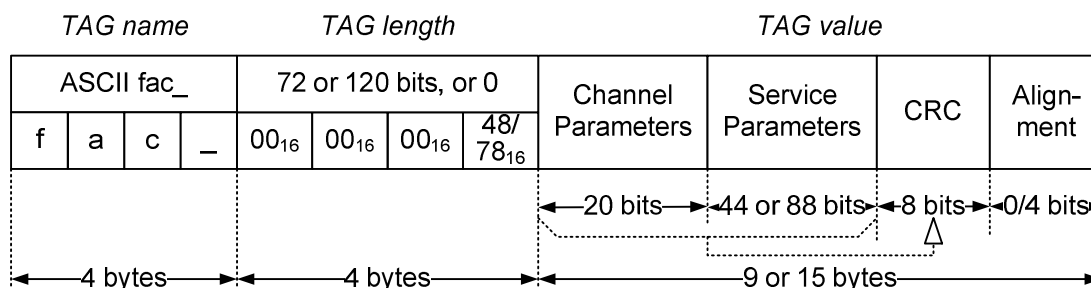 TAG name TAG length TAG value
ASCII fac_ 72 or 120 bits, or 0 Channel Parameters Service Parameters CRC Align-ment
f a c _ 00₁₆ 00₁₆ 00₁₆ 48/78₁₆
20 bits 44 or 88 bits 8 bits 0/4 bits
4 bytes 4 bytes 9 or 15 bytes